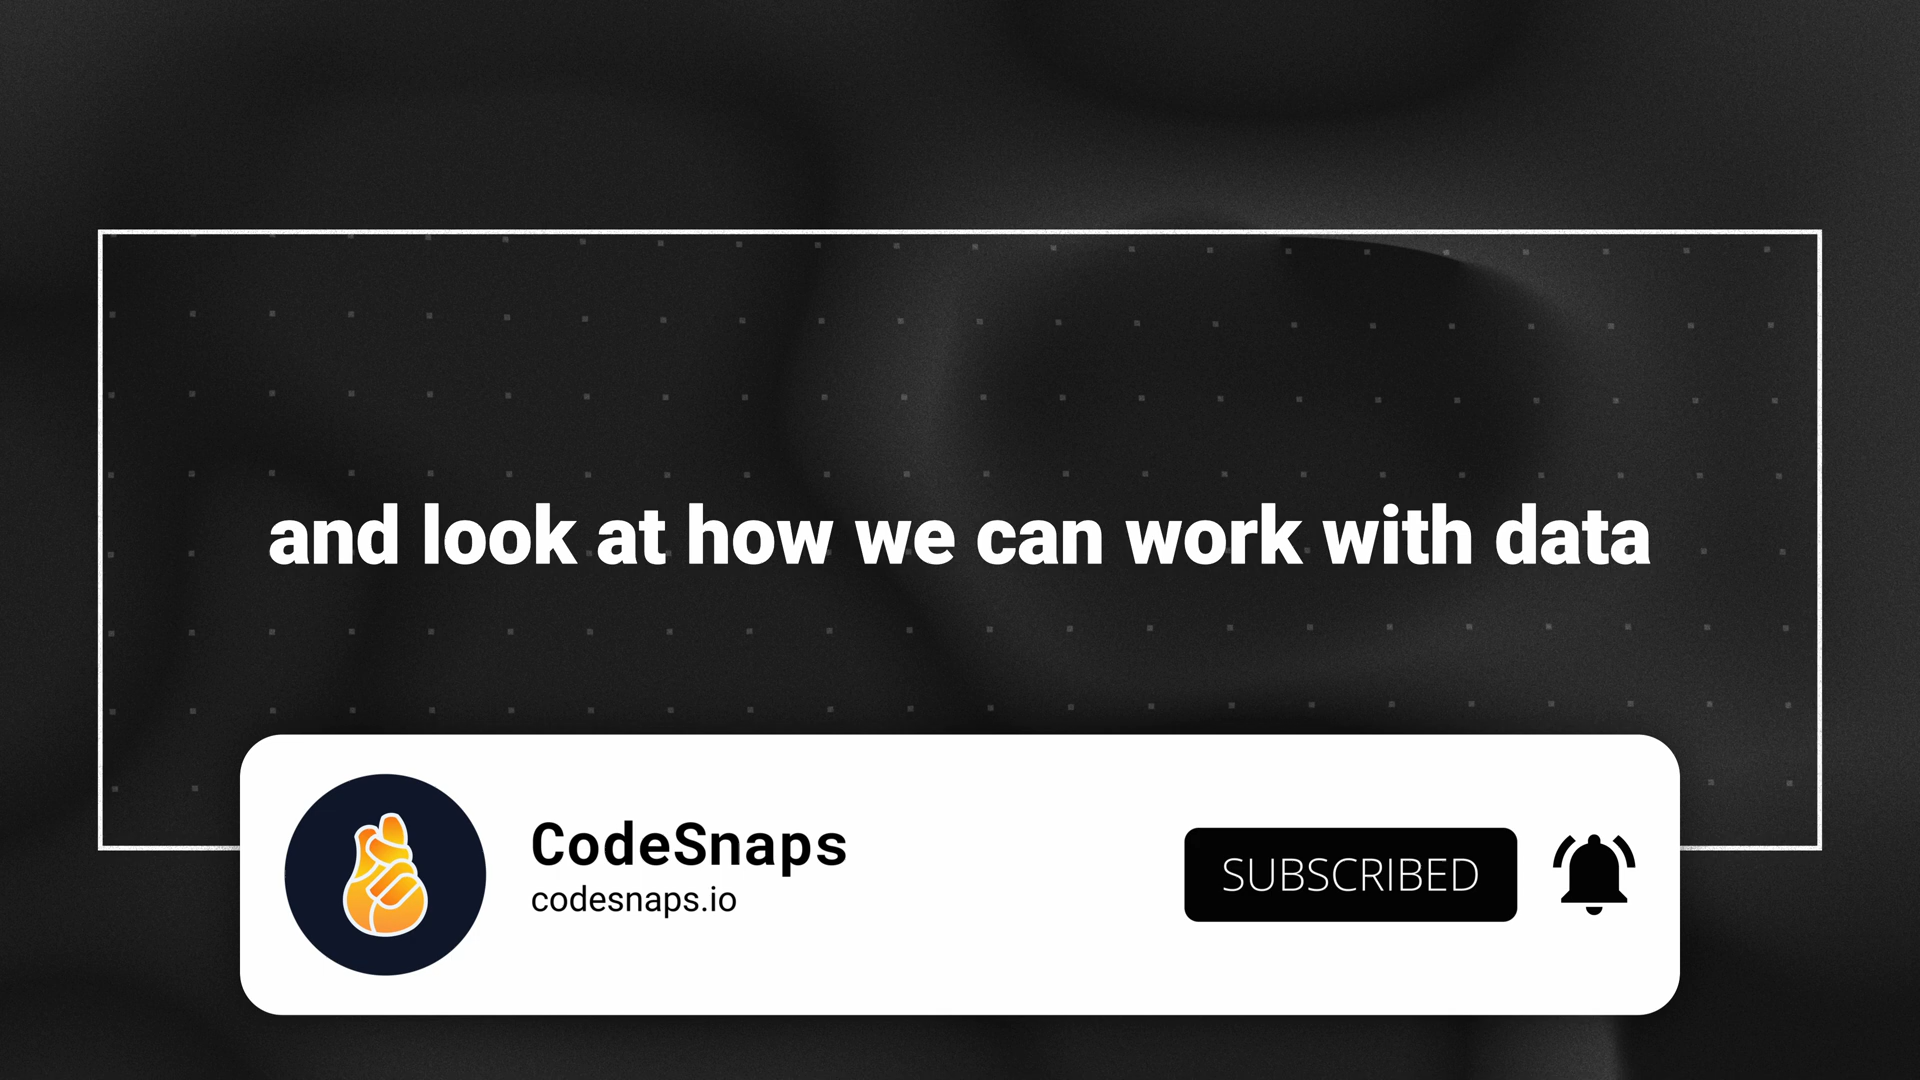 and look at how we can work with data
CodeSnaps
codesnaps.io
SUBSCRIBED